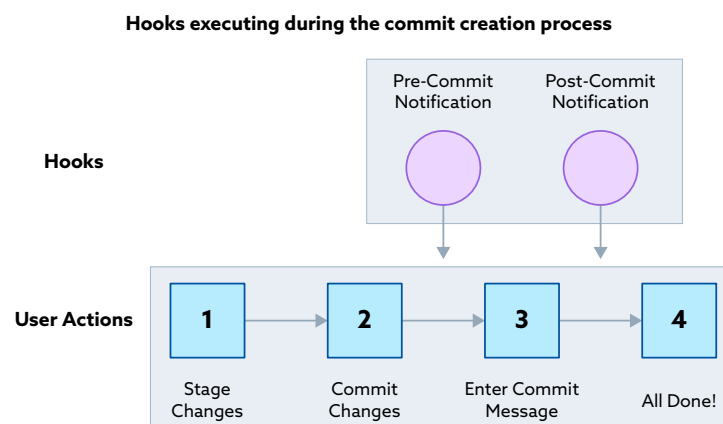 Hooks executing during the commit creation process
Pre-Commit
Notification
Post-Commit
Notification
Hooks
User Actions
1
2
3
4
Stage
Changes
Commit
Changes
Enter Commit
Message
All Done!